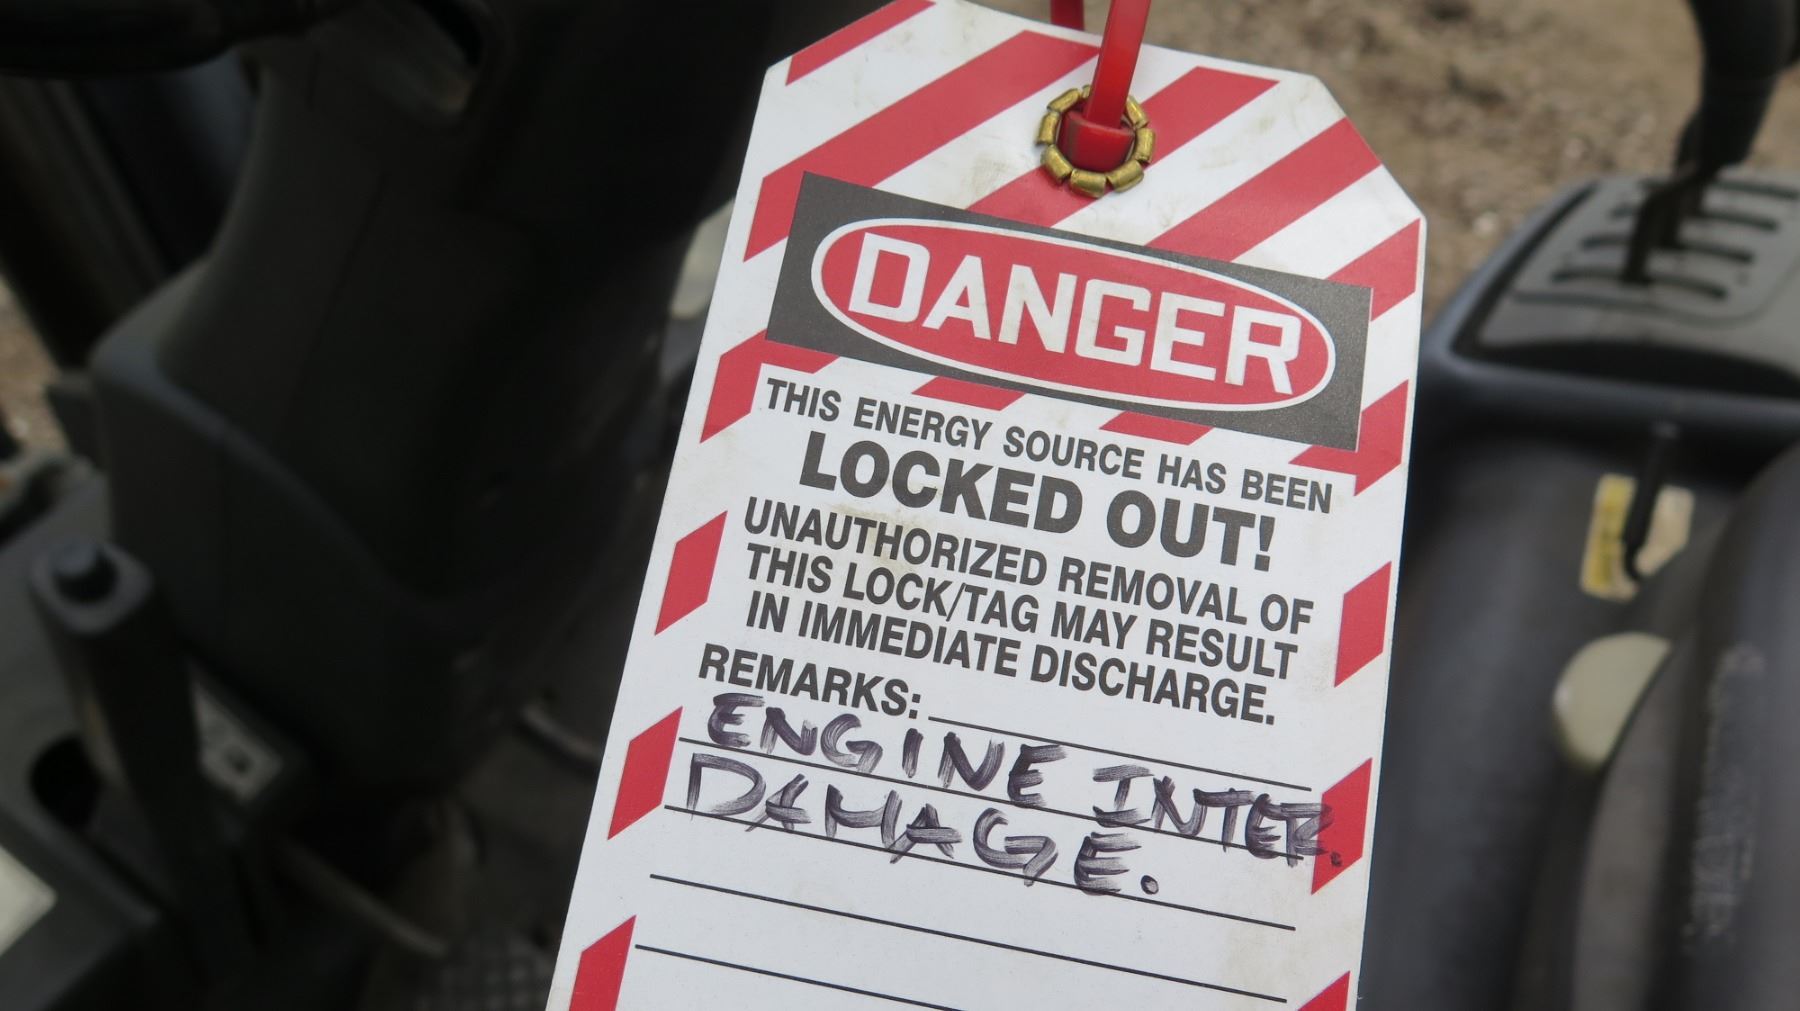 DANGER
THIS ENERGY SOURCE HAS BEEN
LOCKED OUT!
UNAUTHORIZED REMOVAL OF
THIS LOCK/TAG MAY RESULT
IN IMMEDIATE DISCHARGE.
REMARKS:
ENGINE INTER.
DAMAGE.